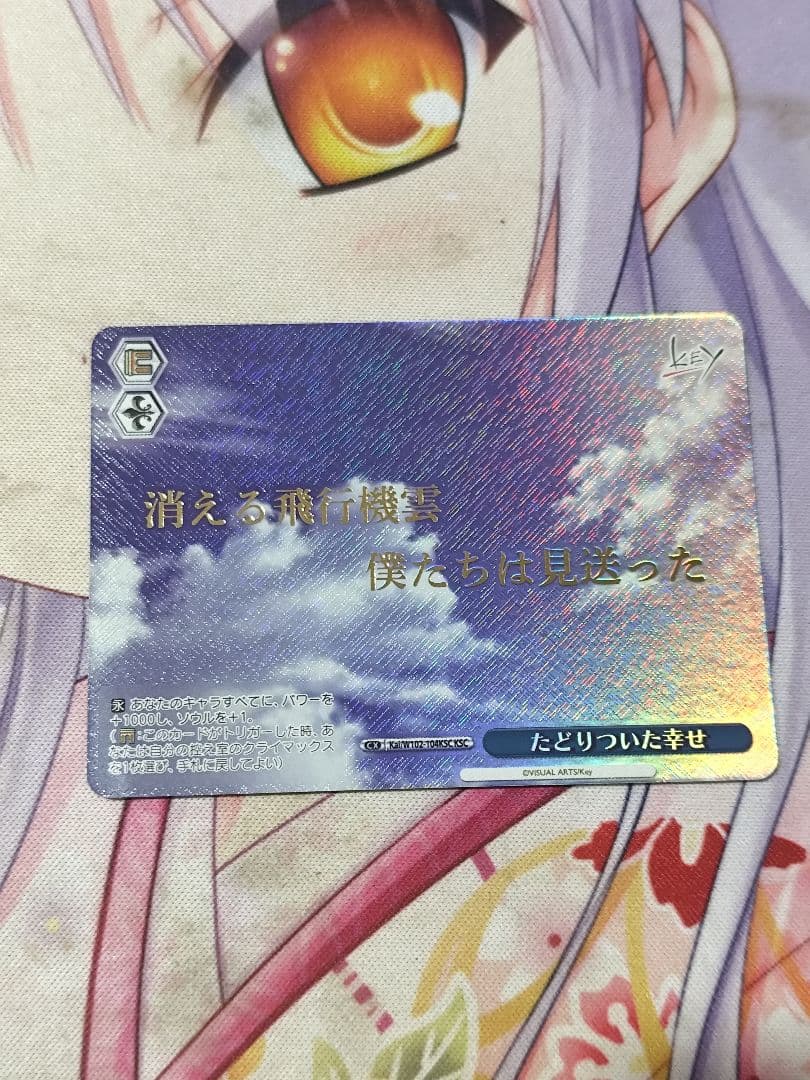 KEY
消える飛行機雲
僕たちは見送った
永 あなたのキャラすべてに、パワーを
+1000し、ソウルを+1。
（門:このカードがトリガーした時、あ
なたは自分の控え室のクライマックス
を1枚選び、手札に戻してよい）
CX Kai/W102-T04KSC KSC
たどりついた幸せ
©VISUAL ARTS/Key